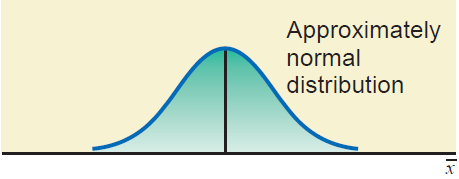 Approximately
normal
distribution
x̅